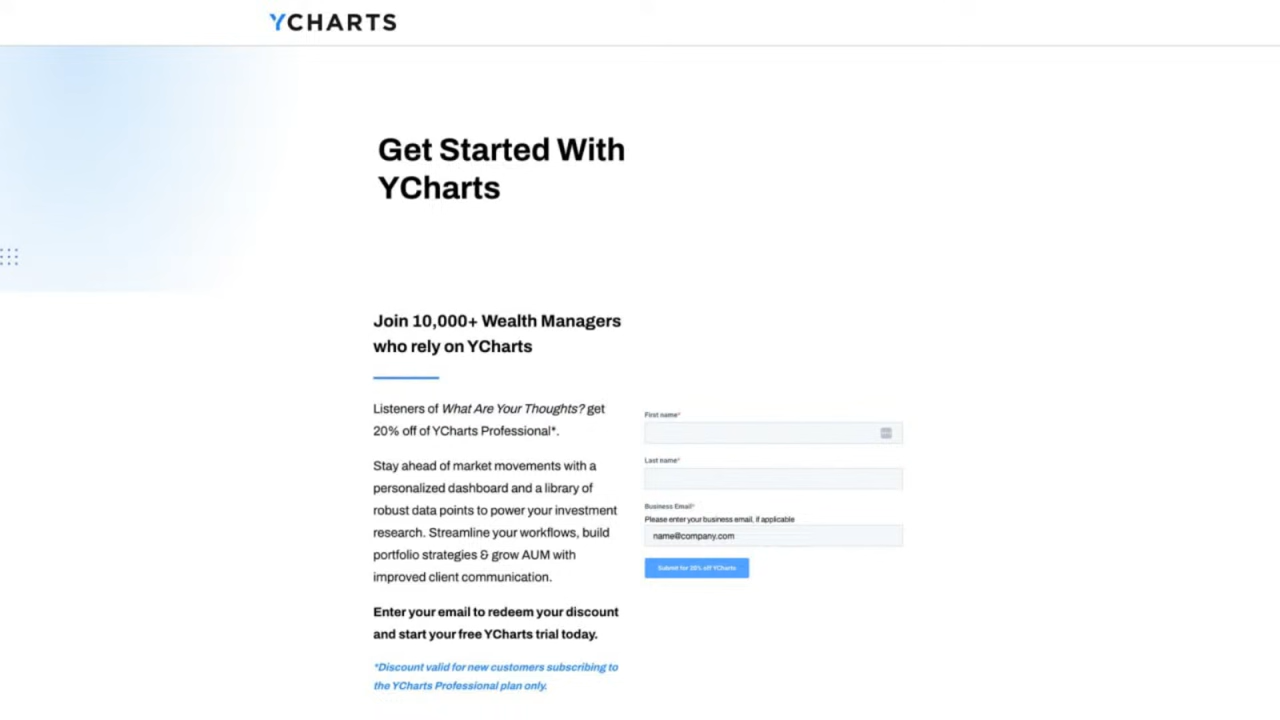 YCHARTS
Get Started With
YCharts
Join 10,000+ Wealth Managers
who rely on YCharts
Listeners of What Are Your Thoughts? get
20% off of YCharts Professional*.
Stay ahead of market movements with a
personalized dashboard and a library of
robust data points to power your investment
research. Streamline your workflows, build
portfolio strategies & grow AUM with
improved client communication.
Enter your email to redeem your discount
and start your free YCharts trial today.
*Discount valid for new customers subscribing to
the YCharts Professional plan only.
First name*
Last name*
Business Email*
Please enter your business email, if applicable
name@company.com
Submit for 20% off YCharts